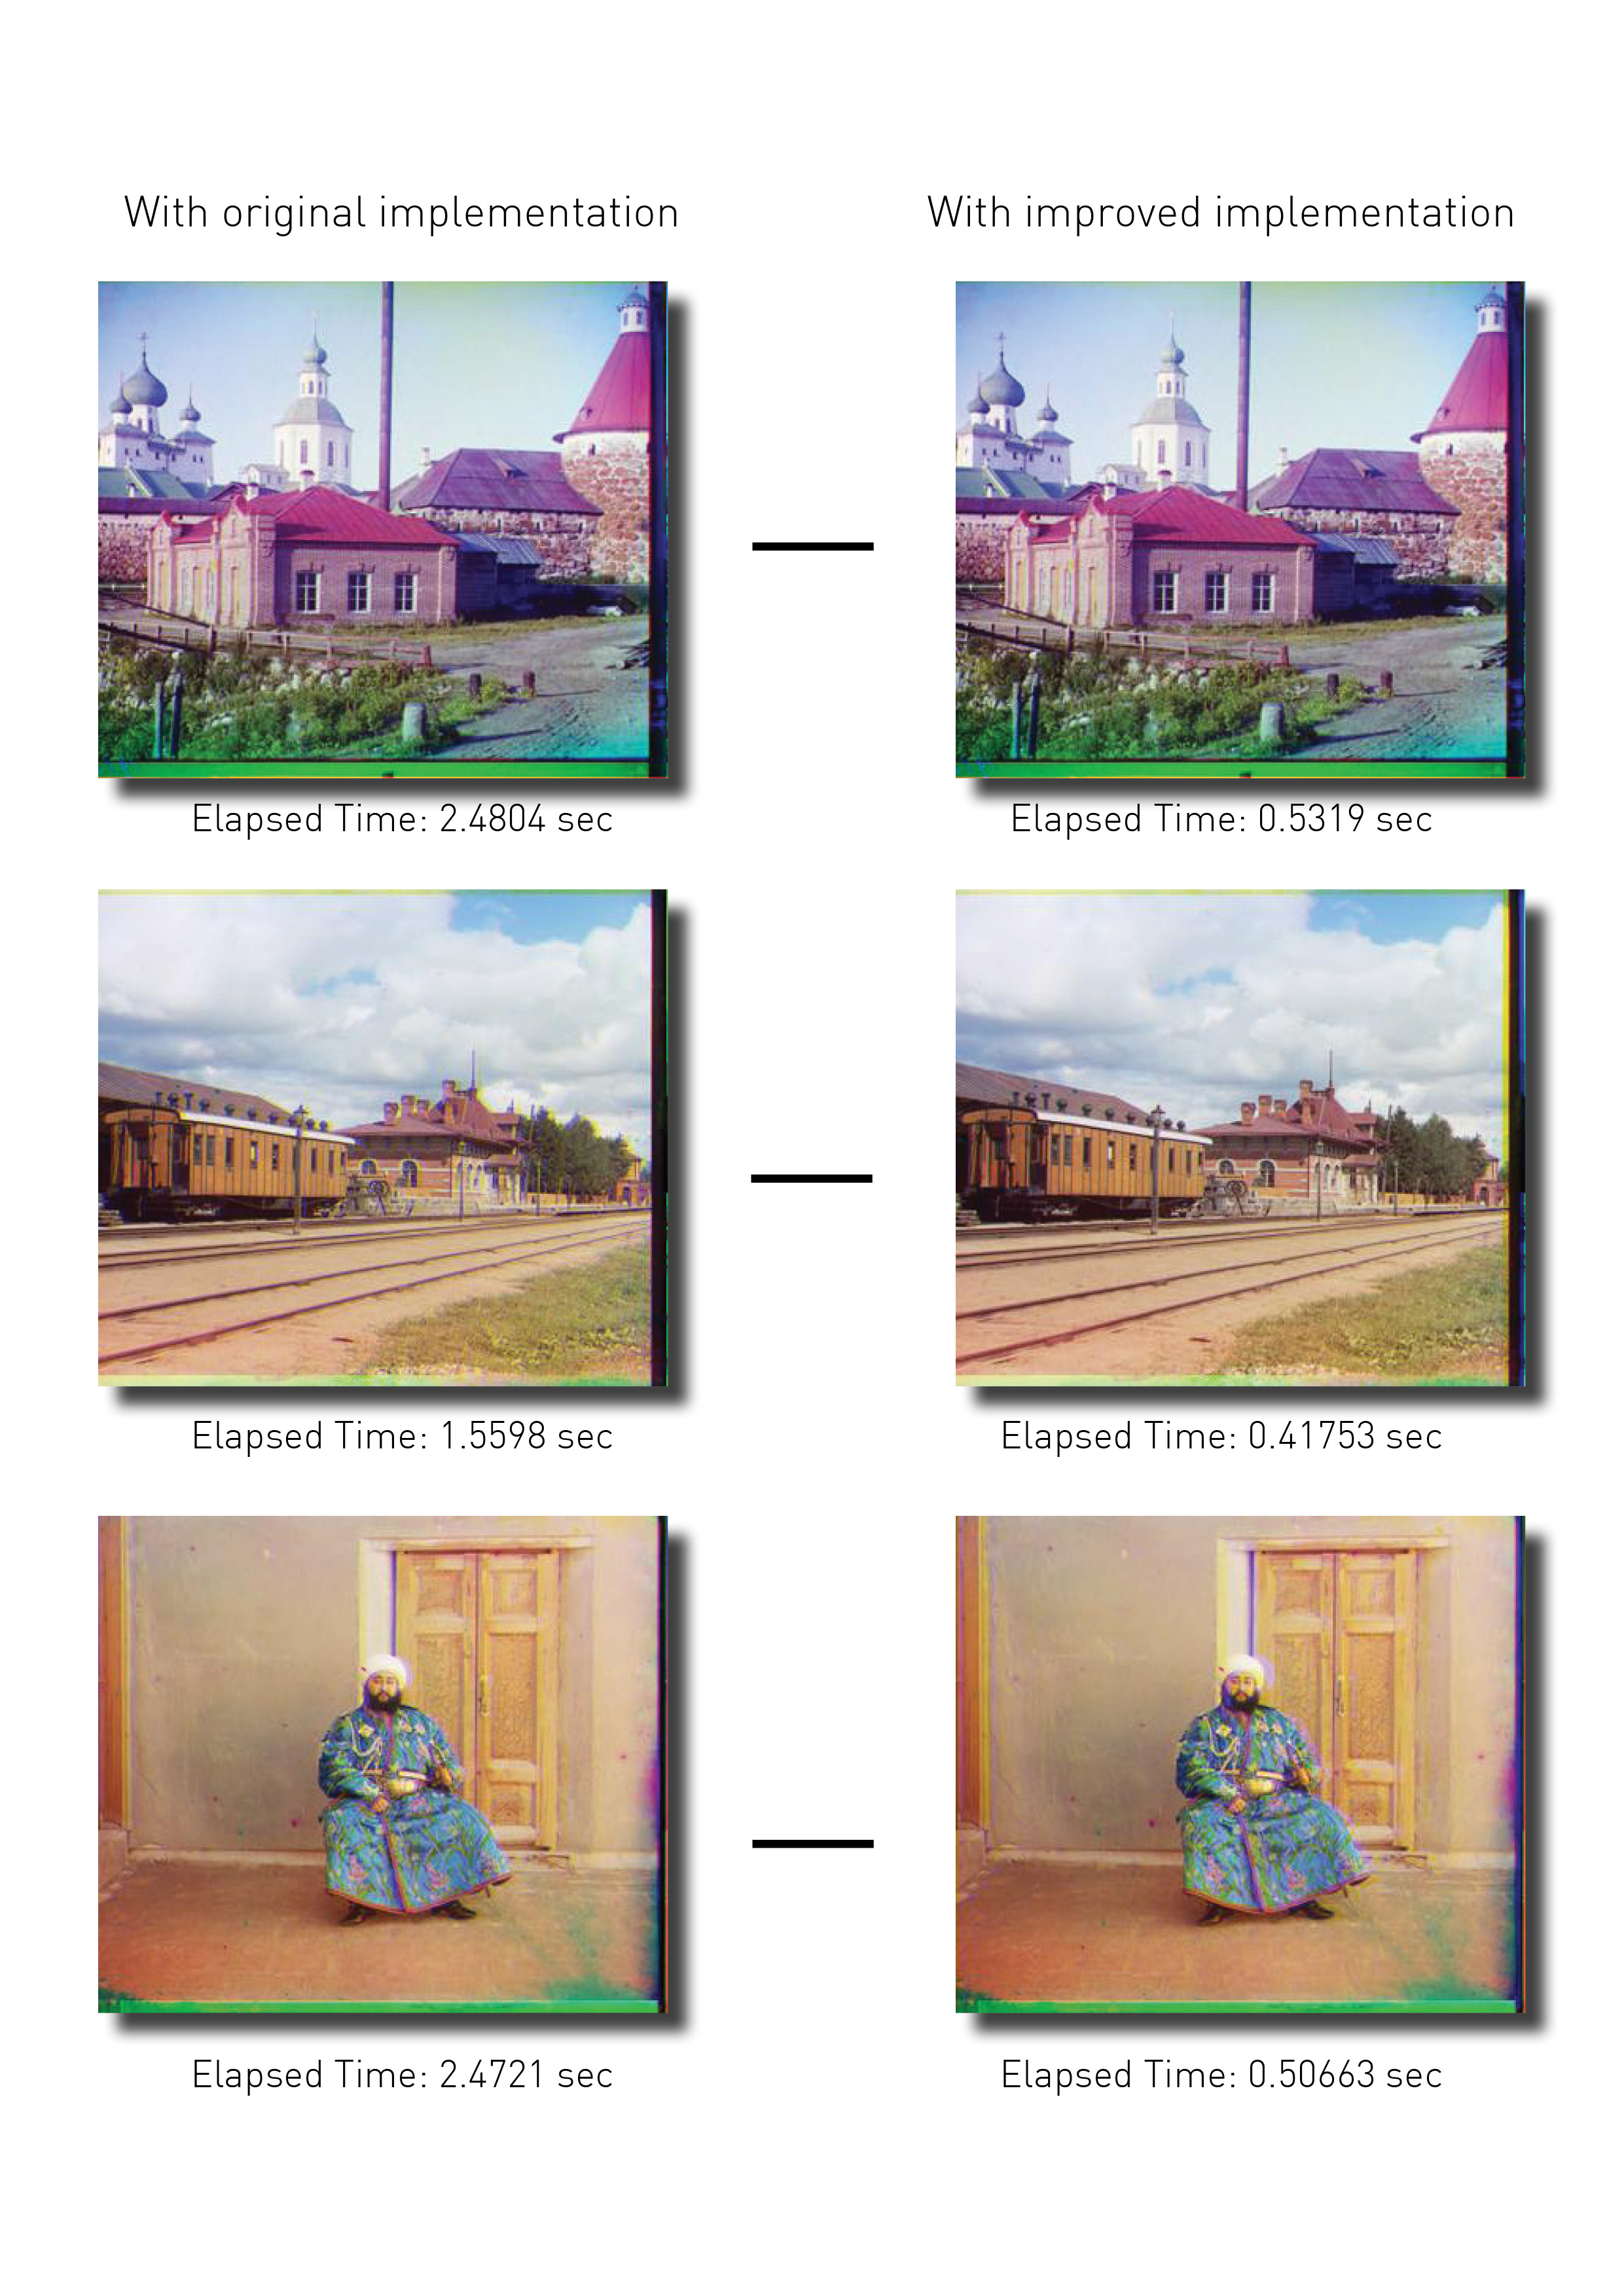 With original implementation
With improved implementation
Elapsed Time: 2.4804 sec
Elapsed Time: 0.5319 sec
Elapsed Time: 1.5598 sec
Elapsed Time: 0.41753 sec
Elapsed Time: 2.4721 sec
Elapsed Time: 0.50663 sec